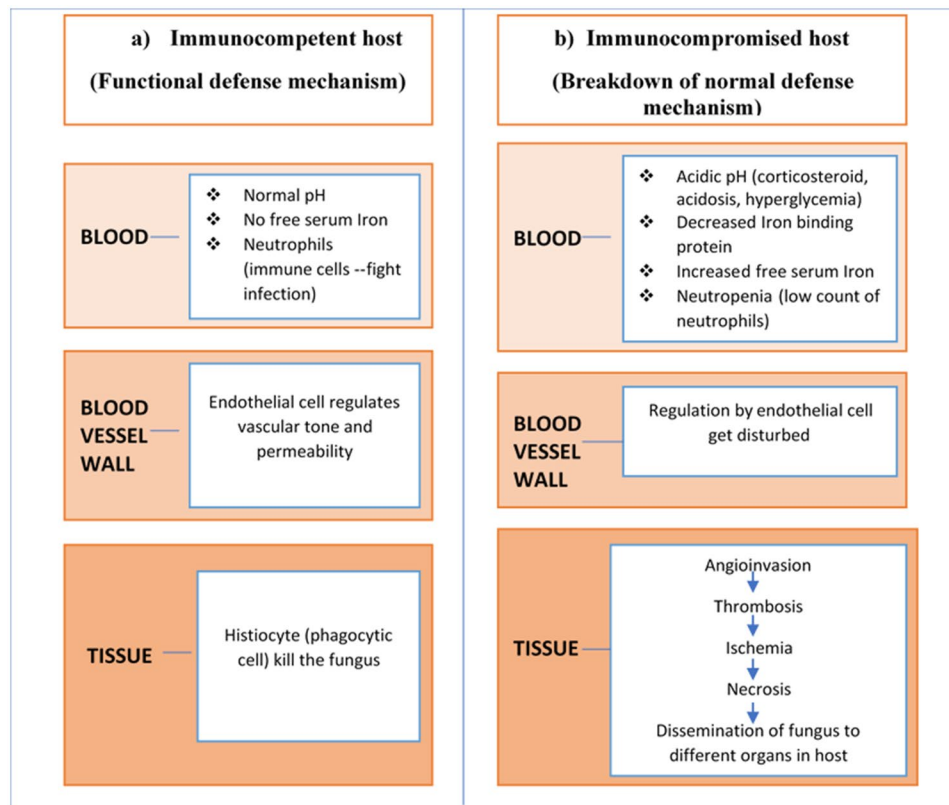 a) Immunocompetent host
(Functional defense mechanism)
BLOOD
❖ Normal pH
❖ No free serum Iron
❖ Neutrophils
(immune cells --fight
infection)
BLOOD
VESSEL
WALL
Endothelial cell regulates
vascular tone and
permeability
TISSUE
Histiocyte (phagocytic
cell) kill the fungus
b) Immunocompromised host
(Breakdown of normal defense
mechanism)
BLOOD
❖ Acidic pH (corticosteroid,
acidosis, hyperglycemia)
❖ Decreased Iron binding
protein
❖ Increased free serum Iron
❖ Neutropenia (low count of
neutrophils)
BLOOD
VESSEL
WALL
Regulation by endothelial cell
get disturbed
TISSUE
Angioinvasion
Thrombosis
Ischemia
Necrosis
Dissemination of fungus to
different organs in host